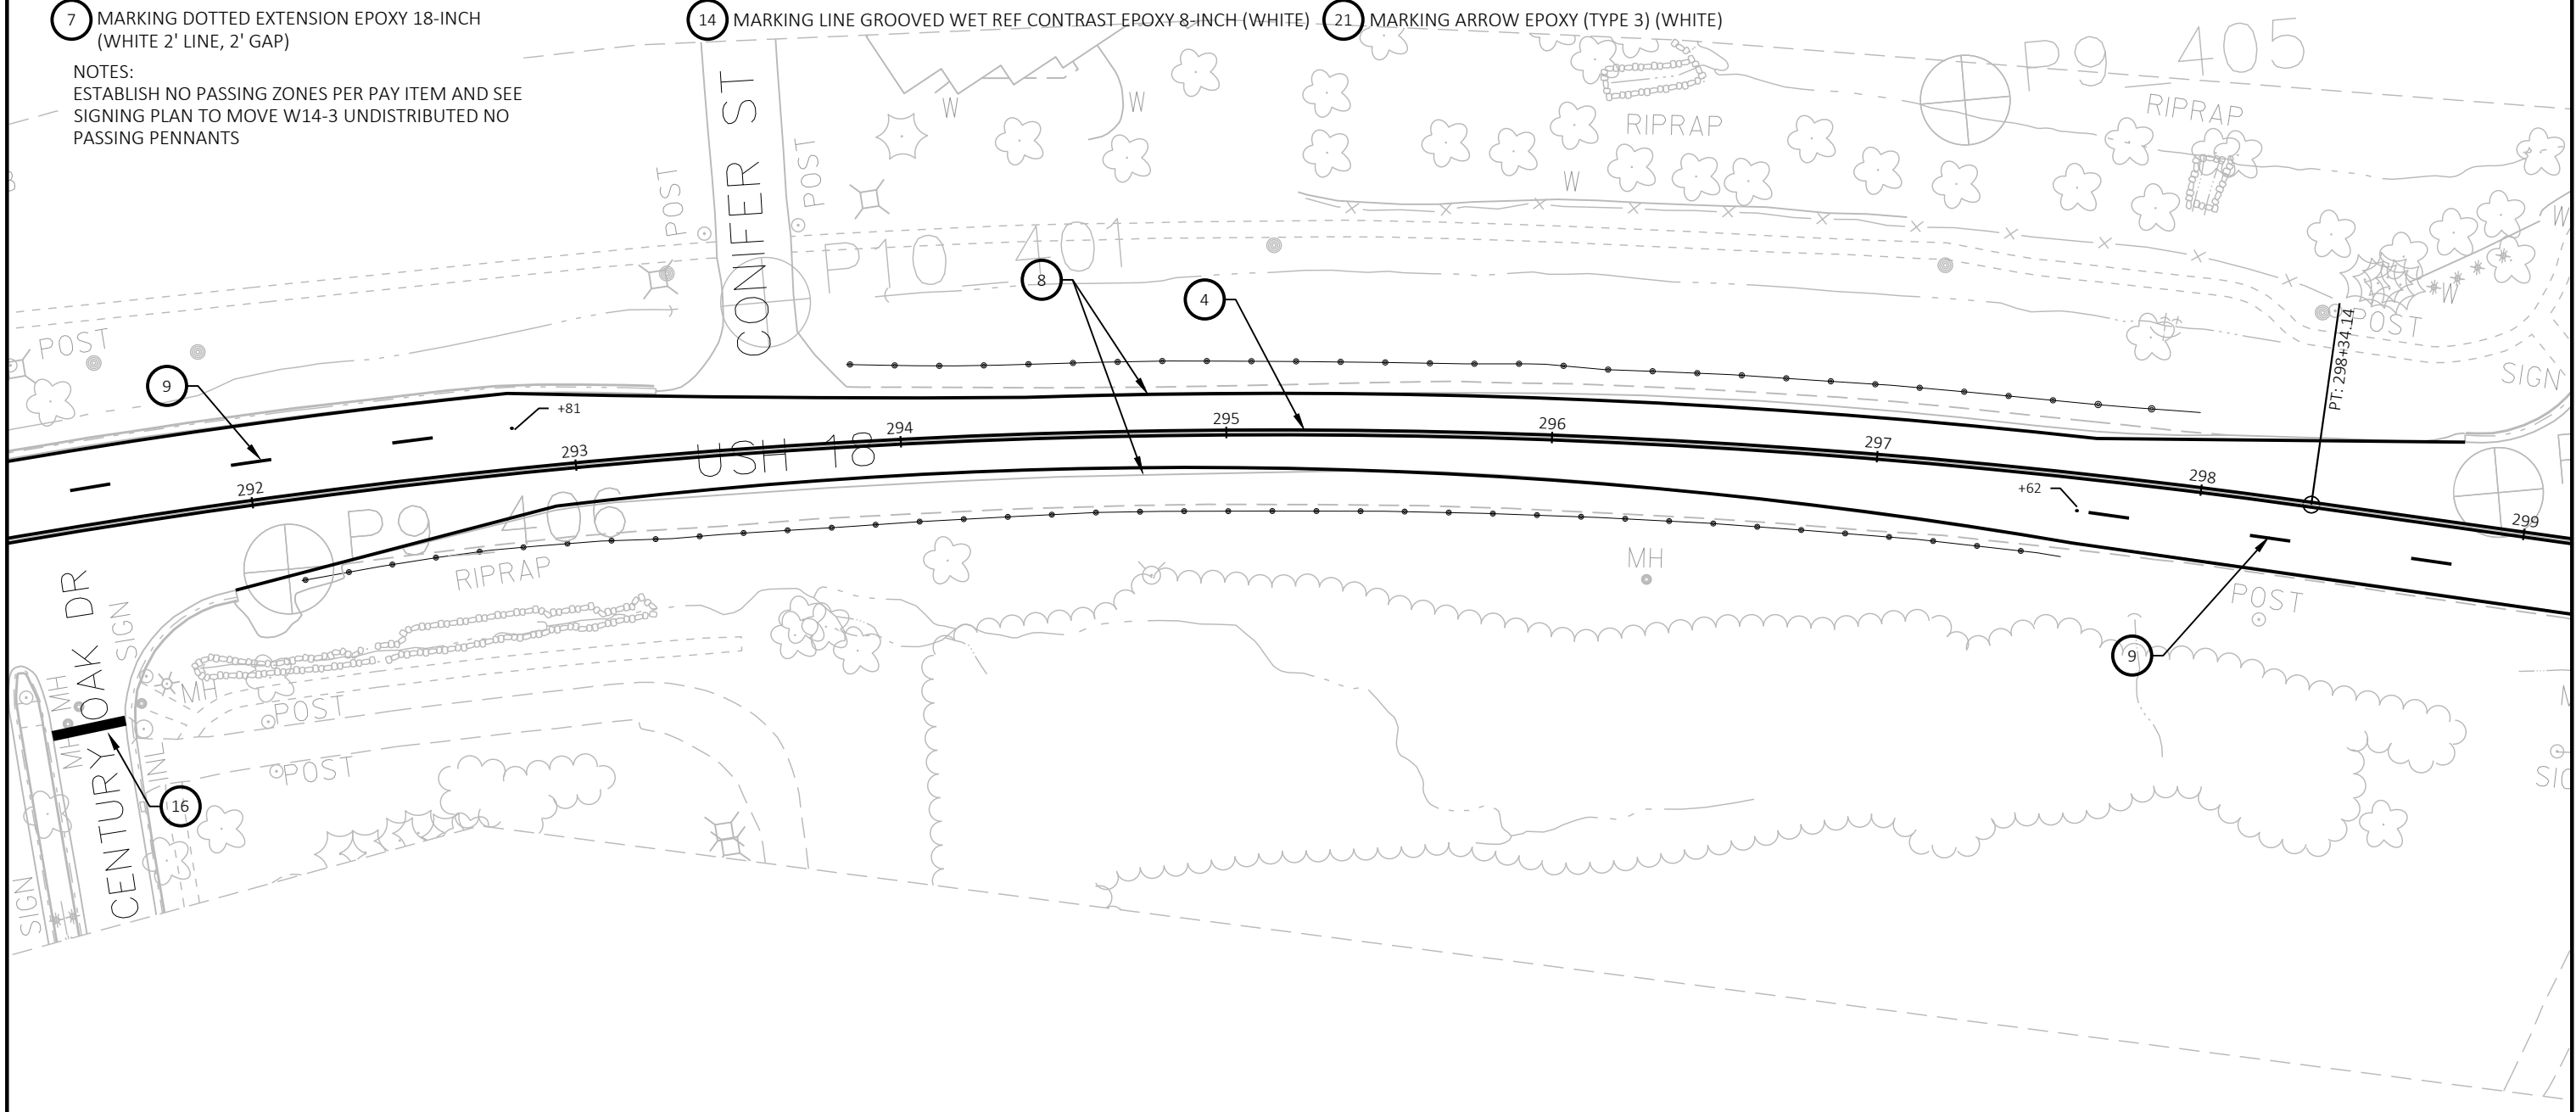 7 MARKING DOTTED EXTENSION EPOXY 18-INCH
(WHITE 2' LINE, 2' GAP)
14 MARKING LINE GROOVED WET REF CONTRAST EPOXY 8-INCH (WHITE)
21 MARKING ARROW EPOXY (TYPE 3) (WHITE)
NOTES:
ESTABLISH NO PASSING ZONES PER PAY ITEM AND SEE
SIGNING PLAN TO MOVE W14-3 UNDISTRIBUTED NO
PASSING PENNANTS
CONIFER ST
POST
POST
W
W
W
RIPRAP
P9 405
RIPRAP
W
W
P10 401
8
4
POST
POST
SIGN
PT: 298+34.14
9
+81
292
293
294
295
296
297
298
299
USH 18
+62
P9 406
RIPRAP
MH
POST
9
CENTURY OAK DR
SIGN
MH
MH
MH
POST
POST
INL
16
SIGN